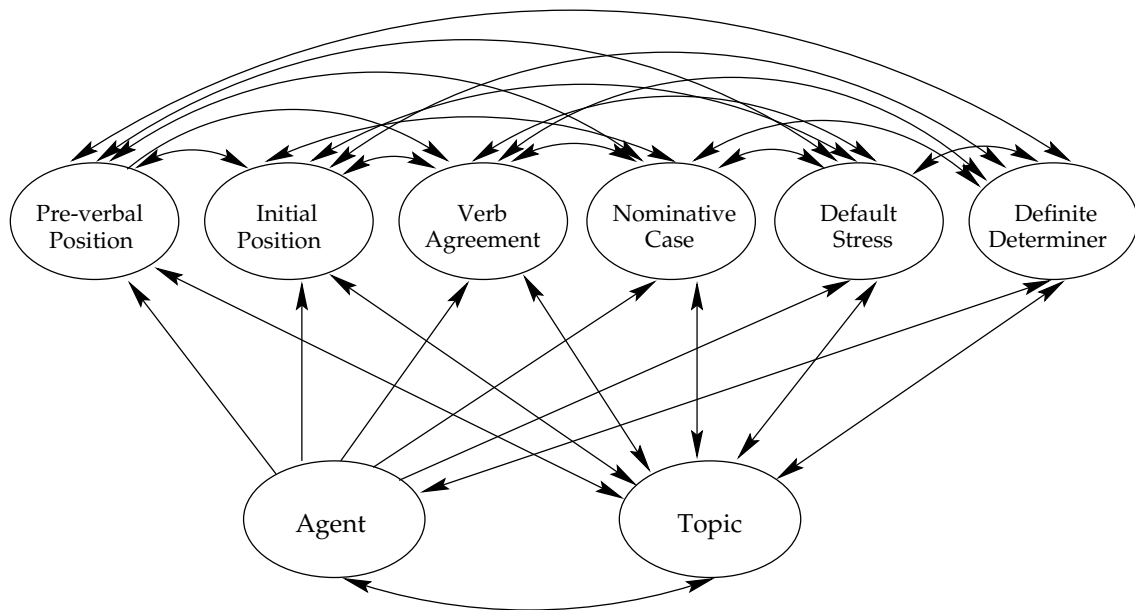 Pre-verbal
Position
Initial
Position
Verb
Agreement
Nominative
Case
Default
Stress
Definite
Determiner
Agent
Topic